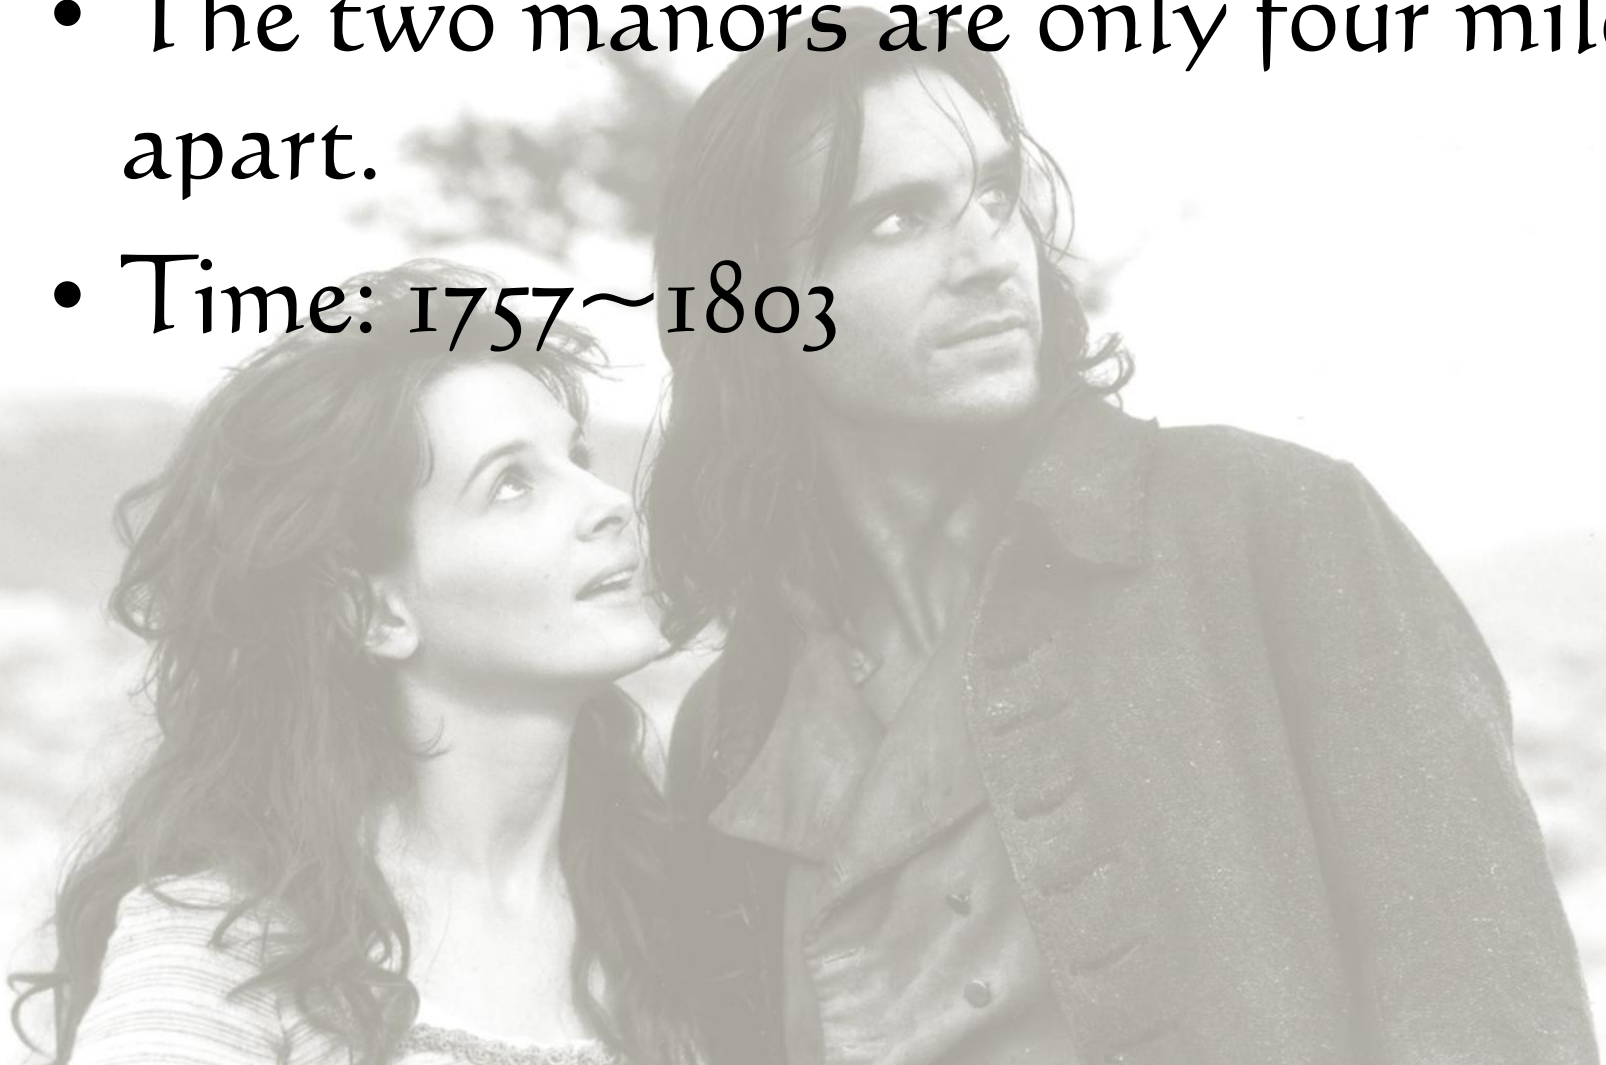 • The two manors are only four
apart.
• Time: 1757~1803